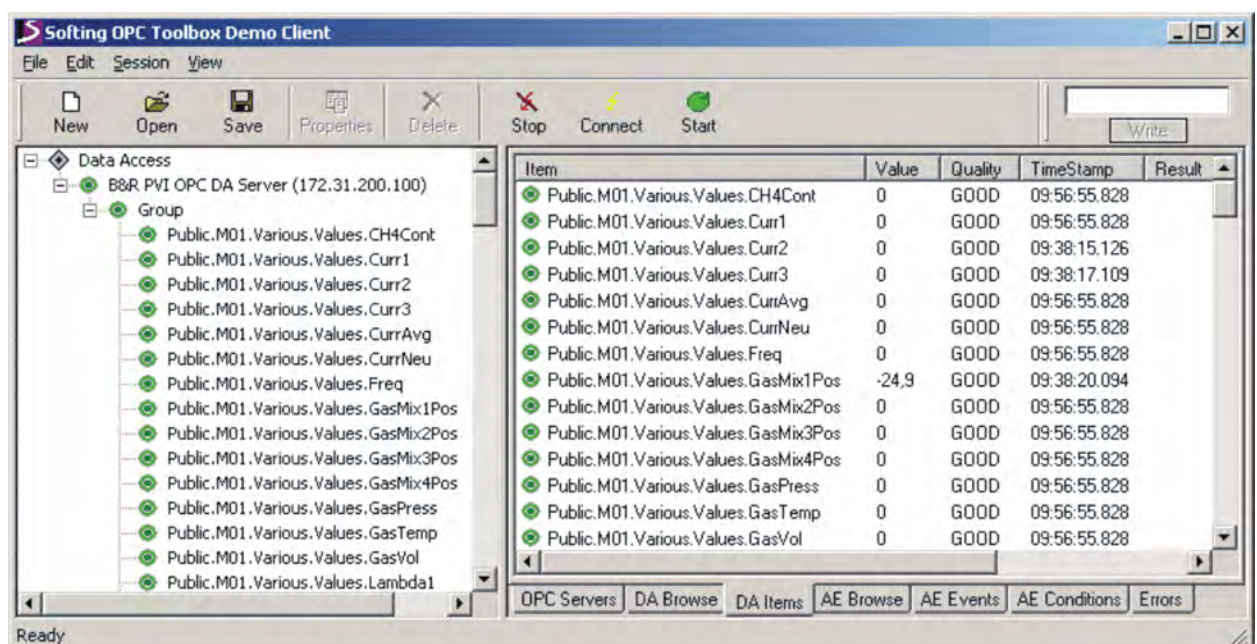 Softing OPC Toolbox Demo Client
File Edit Session View
New Open Save Properties Delete Stop Connect Start Write
Data Access
B&R PVI OPC DA Server (172.31.200.100)
Group
Public.M01.Various.Values.CH4Cont
Public.M01.Various.Values.Curr1
Public.M01.Various.Values.Curr2
Public.M01.Various.Values.Curr3
Public.M01.Various.Values.CurrAvg
Public.M01.Various.Values.CurrNeu
Public.M01.Various.Values.Freq
Public.M01.Various.Values.GasMix1Pos
Public.M01.Various.Values.GasMix2Pos
Public.M01.Various.Values.GasMix3Pos
Public.M01.Various.Values.GasMix4Pos
Public.M01.Various.Values.GasPress
Public.M01.Various.Values.GasTemp
Public.M01.Various.Values.GasVol
Public.M01.Various.Values.Lambda1
Item Value Quality TimeStamp Result
Public.M01.Various.Values.CH4Cont 0 GOOD 09:56:55.828
Public.M01.Various.Values.Curr1 0 GOOD 09:56:55.828
Public.M01.Various.Values.Curr2 0 GOOD 09:38:15.126
Public.M01.Various.Values.Curr3 0 GOOD 09:38:17.109
Public.M01.Various.Values.CurrAvg 0 GOOD 09:56:55.828
Public.M01.Various.Values.CurrNeu 0 GOOD 09:56:55.828
Public.M01.Various.Values.Freq 0 GOOD 09:56:55.828
Public.M01.Various.Values.GasMix1Pos -24,9 GOOD 09:38:20.094
Public.M01.Various.Values.GasMix2Pos 0 GOOD 09:56:55.828
Public.M01.Various.Values.GasMix3Pos 0 GOOD 09:56:55.828
Public.M01.Various.Values.GasMix4Pos 0 GOOD 09:56:55.828
Public.M01.Various.Values.GasPress 0 GOOD 09:56:55.828
Public.M01.Various.Values.GasTemp 0 GOOD 09:56:55.828
Public.M01.Various.Values.GasVol 0 GOOD 09:56:55.828
OPC Servers DA Browse DA Items AE Browse AE Events AE Conditions Errors
Ready